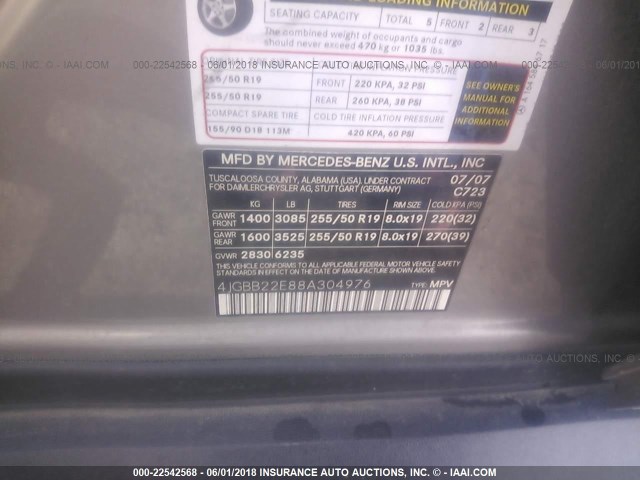 LOADING INFORMATION
SEATING CAPACITY TOTAL 5 FRONT 2 REAR 3
The combined weight of occupants and cargo
should never exceed 470 kg or 1035 lbs.
PRESSURE
255/50 R19 FRONT 220 KPA, 32 PSI
255/50 R19 REAR 260 KPA, 38 PSI
COMPACT SPARE TIRE COLD TIRE INFLATION PRESSURE
155/90 D18 113M 420 KPA, 60 PSI
SEE OWNER'S
MANUAL FOR
ADDITIONAL
INFORMATION
MFD BY MERCEDES-BENZ U.S. INTL., INC
TUSCALOOSA COUNTY, ALABAMA (USA). UNDER CONTRACT 07/07
FOR DAIMLERCHRYSLER AG, STUTTGART (GERMANY) C723
KG LB TIRES RIM SIZE COLD KPA (PSI)
GAWR FRONT 1400 3085 255/50 R19 8.0x19 220(32)
GAWR REAR 1600 3525 255/50 R19 8.0x19 270(39)
GVWR 2830 6235
THIS VEHICLE CONFORMS TO ALL APPLICABLE FEDERAL MOTOR VEHICLE SAFETY
STANDARDS IN EFFECT ON THE DATE OF MANUFACTURE SHOWN ABOVE.
4JGBB22E88A304976 TYPE: MPV
000-22542568 - 06/01/2018 INSURANCE AUTO AUCTIONS, INC. - IAAI.COM
000-22542568 - 06/01/2018 INSURANCE AUTO AUCTIONS, INC. - IAAI.COM